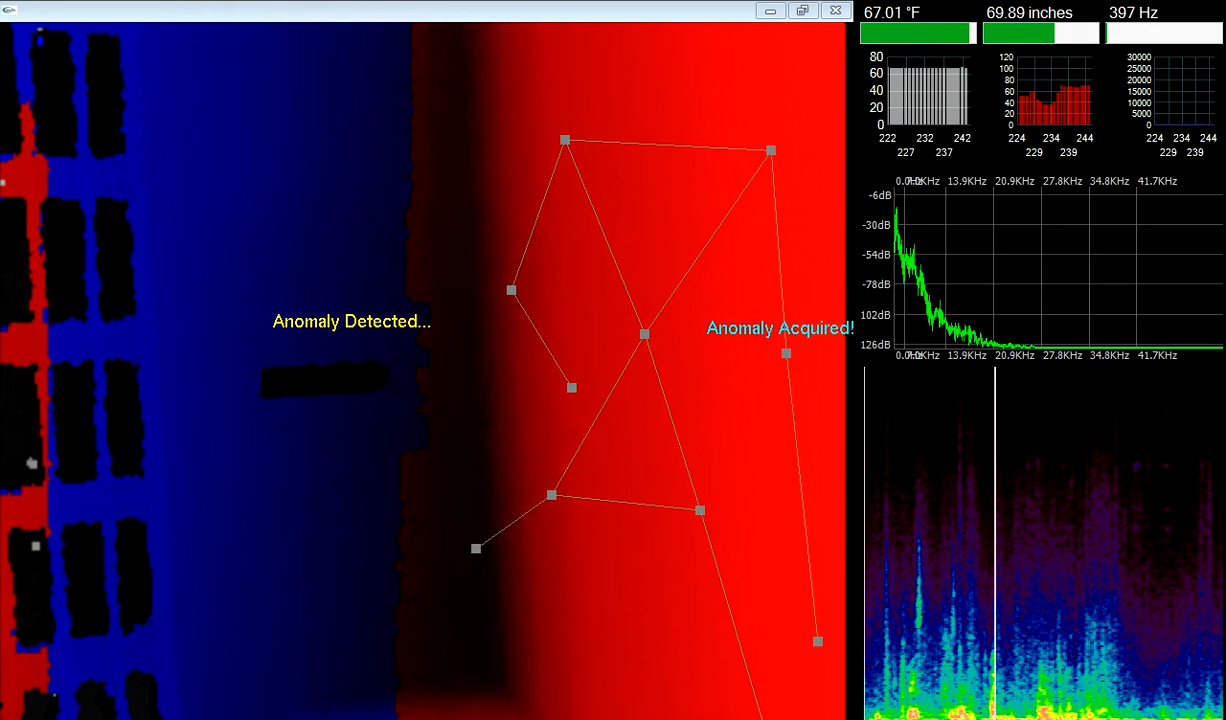 67.01 °F
69.89 inches
397 Hz
Anomaly Detected...
Anomaly Acquired!
80
60
40
20
0
222 232 242
227 237
120
100
80
60
40
20
0
224 234 244
229 239
30000
25000
20000
15000
10000
5000
0
224 234 244
229 239
13.9KHz 20.9KHz 27.8KHz 34.8KHz 41.7KHz
-6dB
-30dB
-54dB
-78dB
102dB
126dB
13.9KHz 20.9KHz 27.8KHz 34.8KHz 41.7KHz